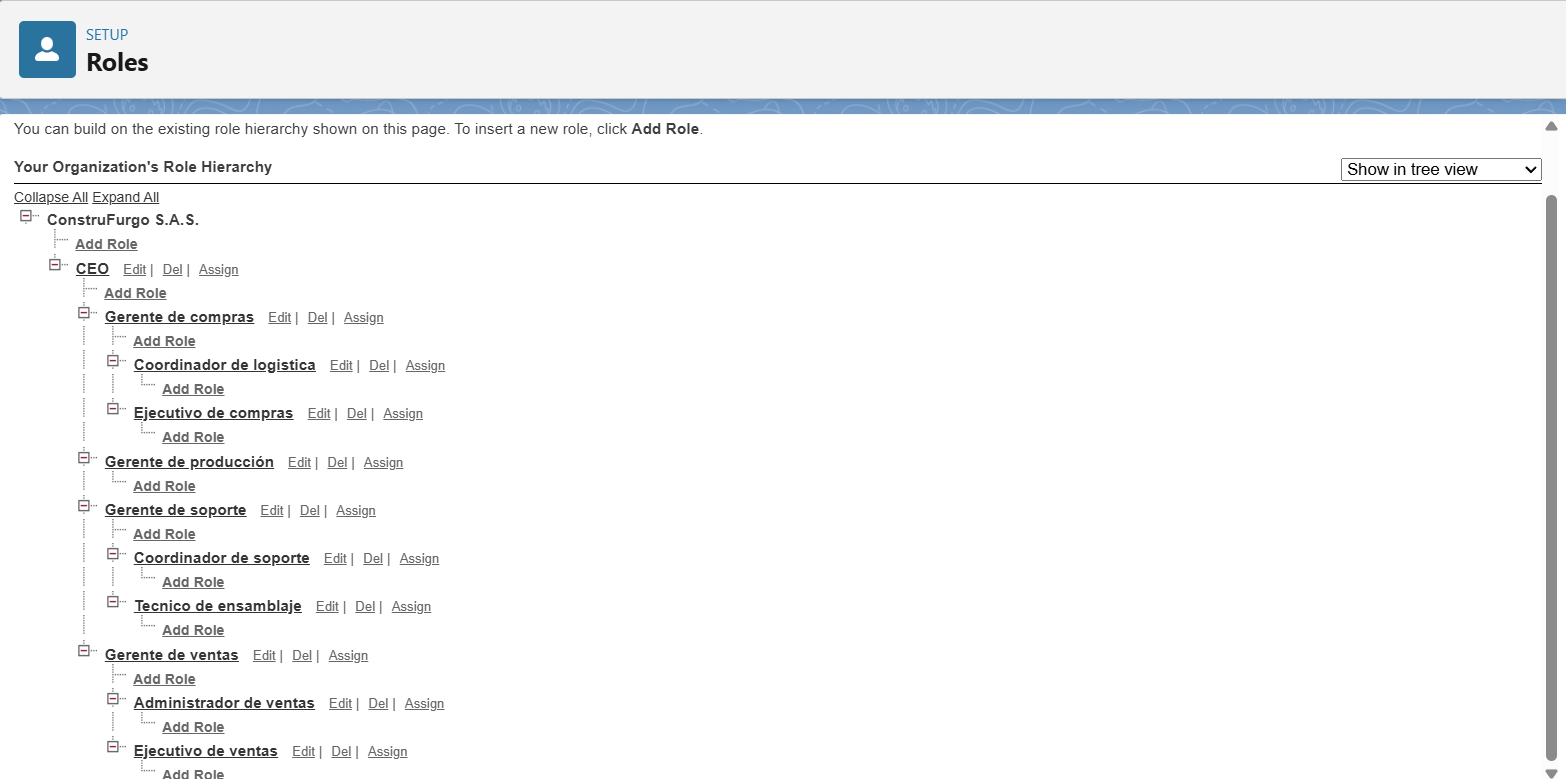 SETUP
Roles
You can build on the existing role hierarchy shown on this page. To insert a new role, click Add Role.
Your Organization's Role Hierarchy
Show in tree view
Collapse All Expand All
ConstruFurgo S.A.S.
Add Role
CEO Edit | Del | Assign
Add Role
Gerente de compras Edit | Del | Assign
Add Role
Coordinador de logistica Edit | Del | Assign
Add Role
Ejecutivo de compras Edit | Del | Assign
Add Role
Gerente de producción Edit | Del | Assign
Add Role
Gerente de soporte Edit | Del | Assign
Add Role
Coordinador de soporte Edit | Del | Assign
Add Role
Tecnico de ensamblaje Edit | Del | Assign
Add Role
Gerente de ventas Edit | Del | Assign
Add Role
Administrador de ventas Edit | Del | Assign
Add Role
Ejecutivo de ventas Edit | Del | Assign
Add Role